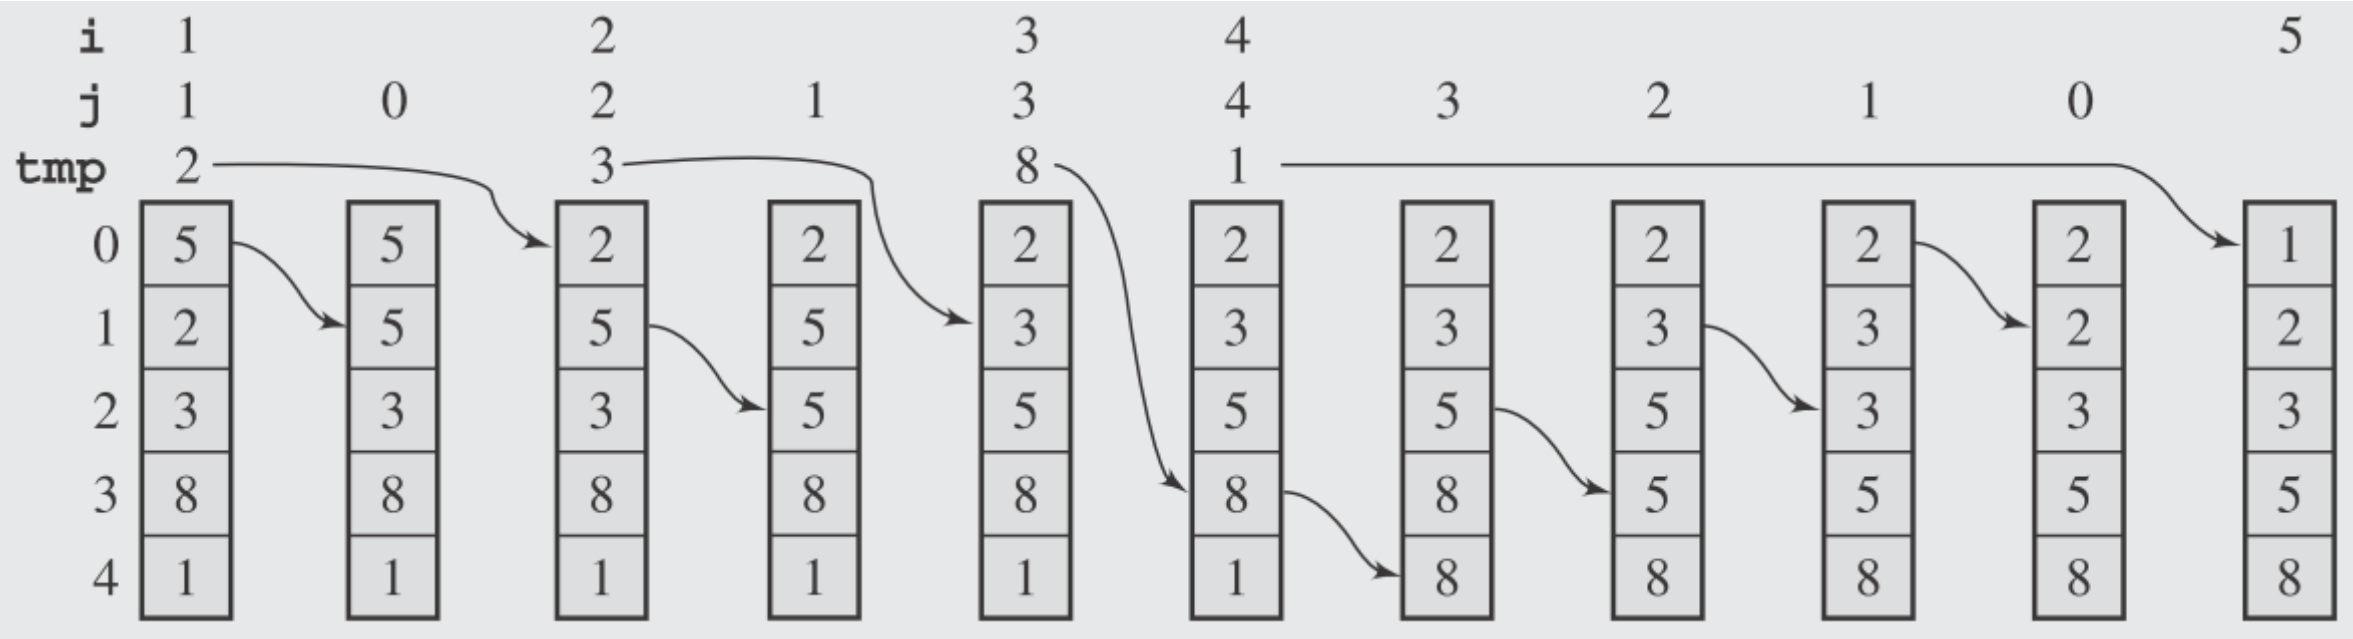 i 1 2 3 4 5
j 1 0 2 1 3 4 3 2 1 0
tmp 2 3 8 1
0 5 5 2 2 2 2 2 2 2 2 1
1 2 5 5 5 3 3 3 3 3 2 2
2 3 3 3 5 5 5 5 5 3 3 3
3 8 8 8 8 8 8 8 5 5 5 5
4 1 1 1 1 1 1 8 8 8 8 8